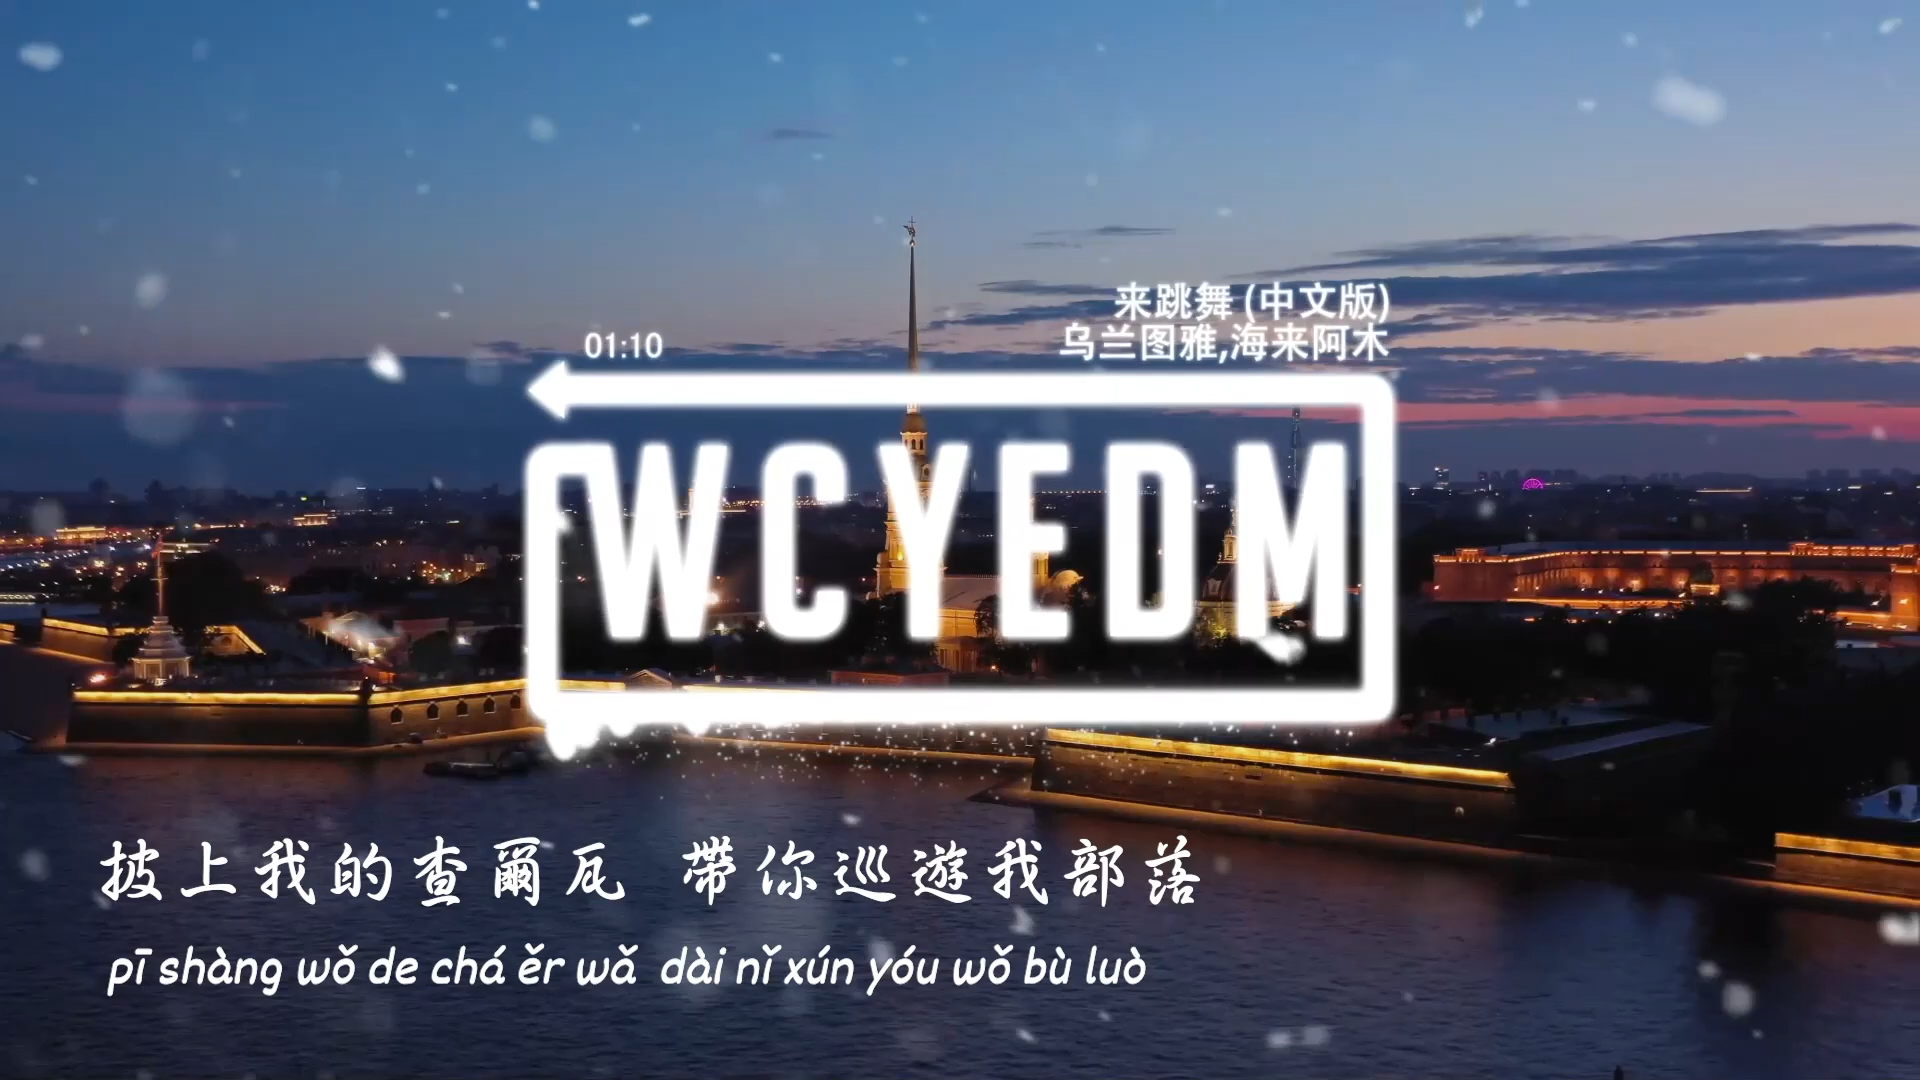 来跳舞 (中文版)
01:10
乌兰图雅,海来阿木
WCYEDM
披上我的查爾瓦 帶你巡遊我部落
pī shàng wǒ de chá ěr wǎ dài nǐ xún yóu wǒ bù luò